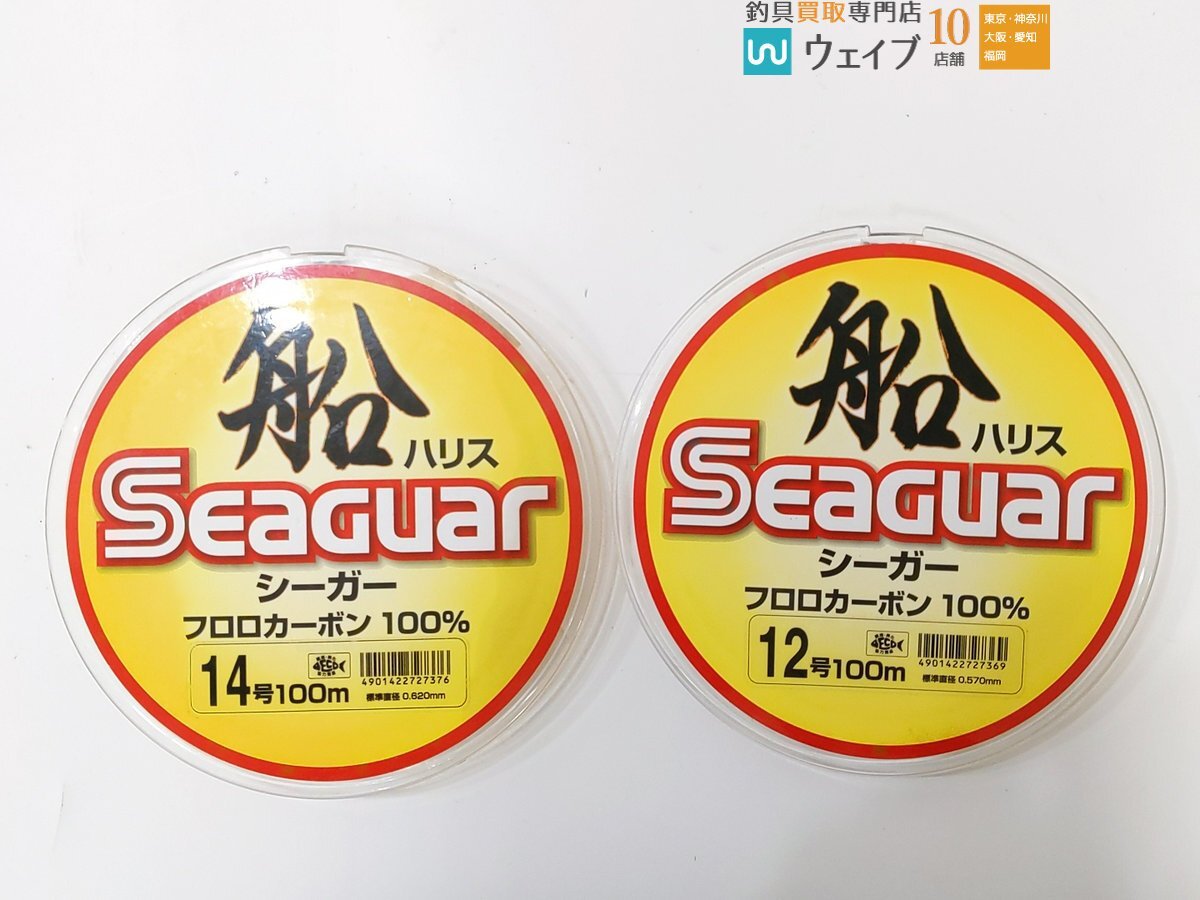 釣具買取専門店
ウェイブ
10
店舗
東京・神奈川
大阪・愛知
福岡
船
ハリス
Seaguar
シーガー
フロロカーボン 100%
14号100m
4901422727376
標準直径 0.620mm
船
ハリス
Seaguar
シーガー
フロロカーボン 100%
12号100m
4901422727369
標準直径 0.570mm